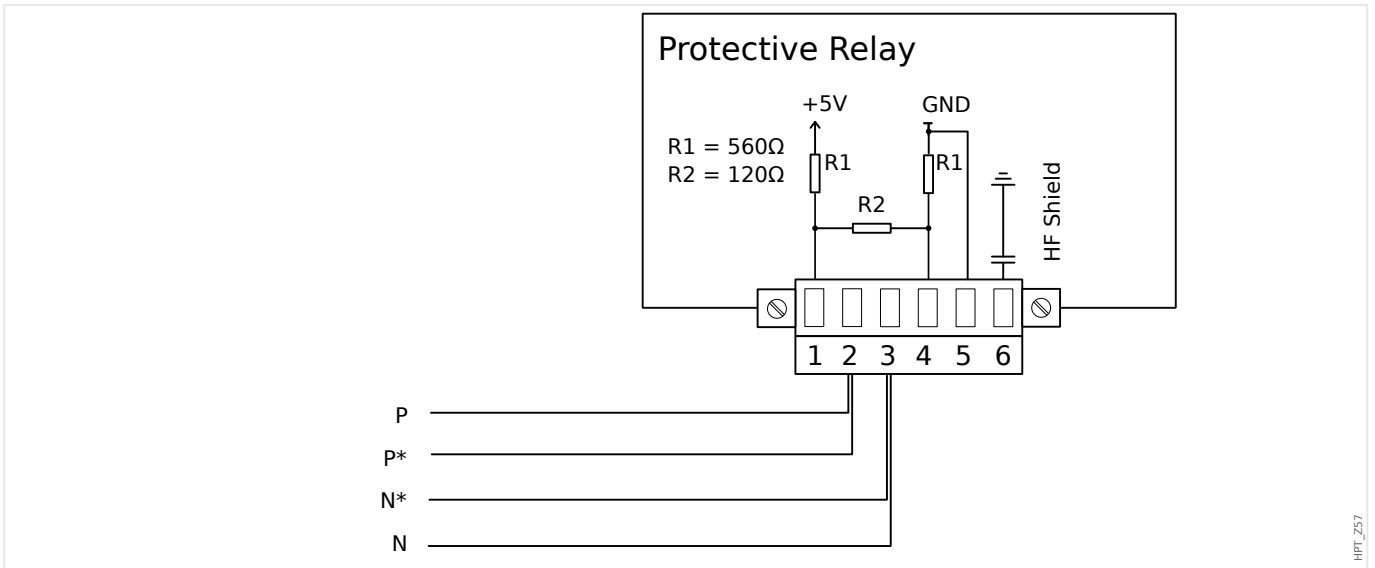 Protective Relay
+5V
GND
R1 = 560Ω
R2 = 120Ω
R1
R1
R2
HF Shield
1 2 3 4 5 6
P
P*
N*
N
HPT_Z57